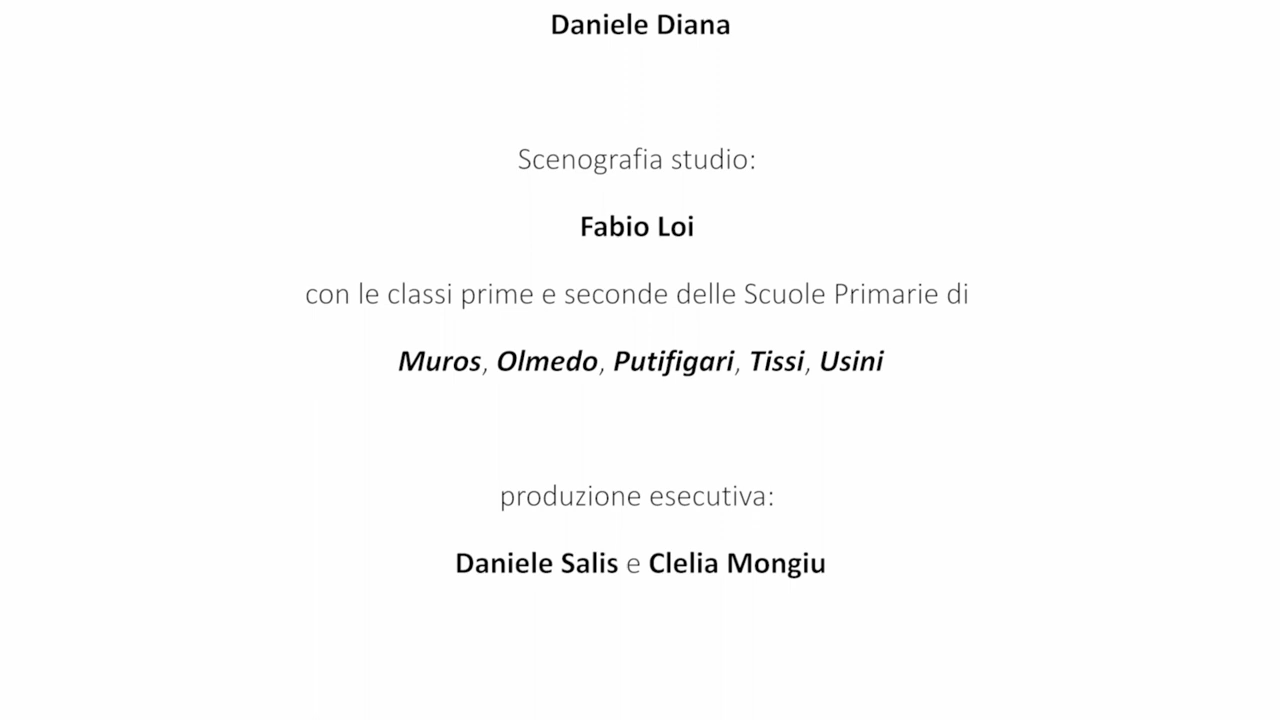 Daniele Diana
Scenografia studio:
Fabio Loi
con le classi prime e seconde delle Scuole Primarie di
Muros, Olmedo, Putifigari, Tissi, Usini
produzione esecutiva:
Daniele Salis e Clelia Mongiu